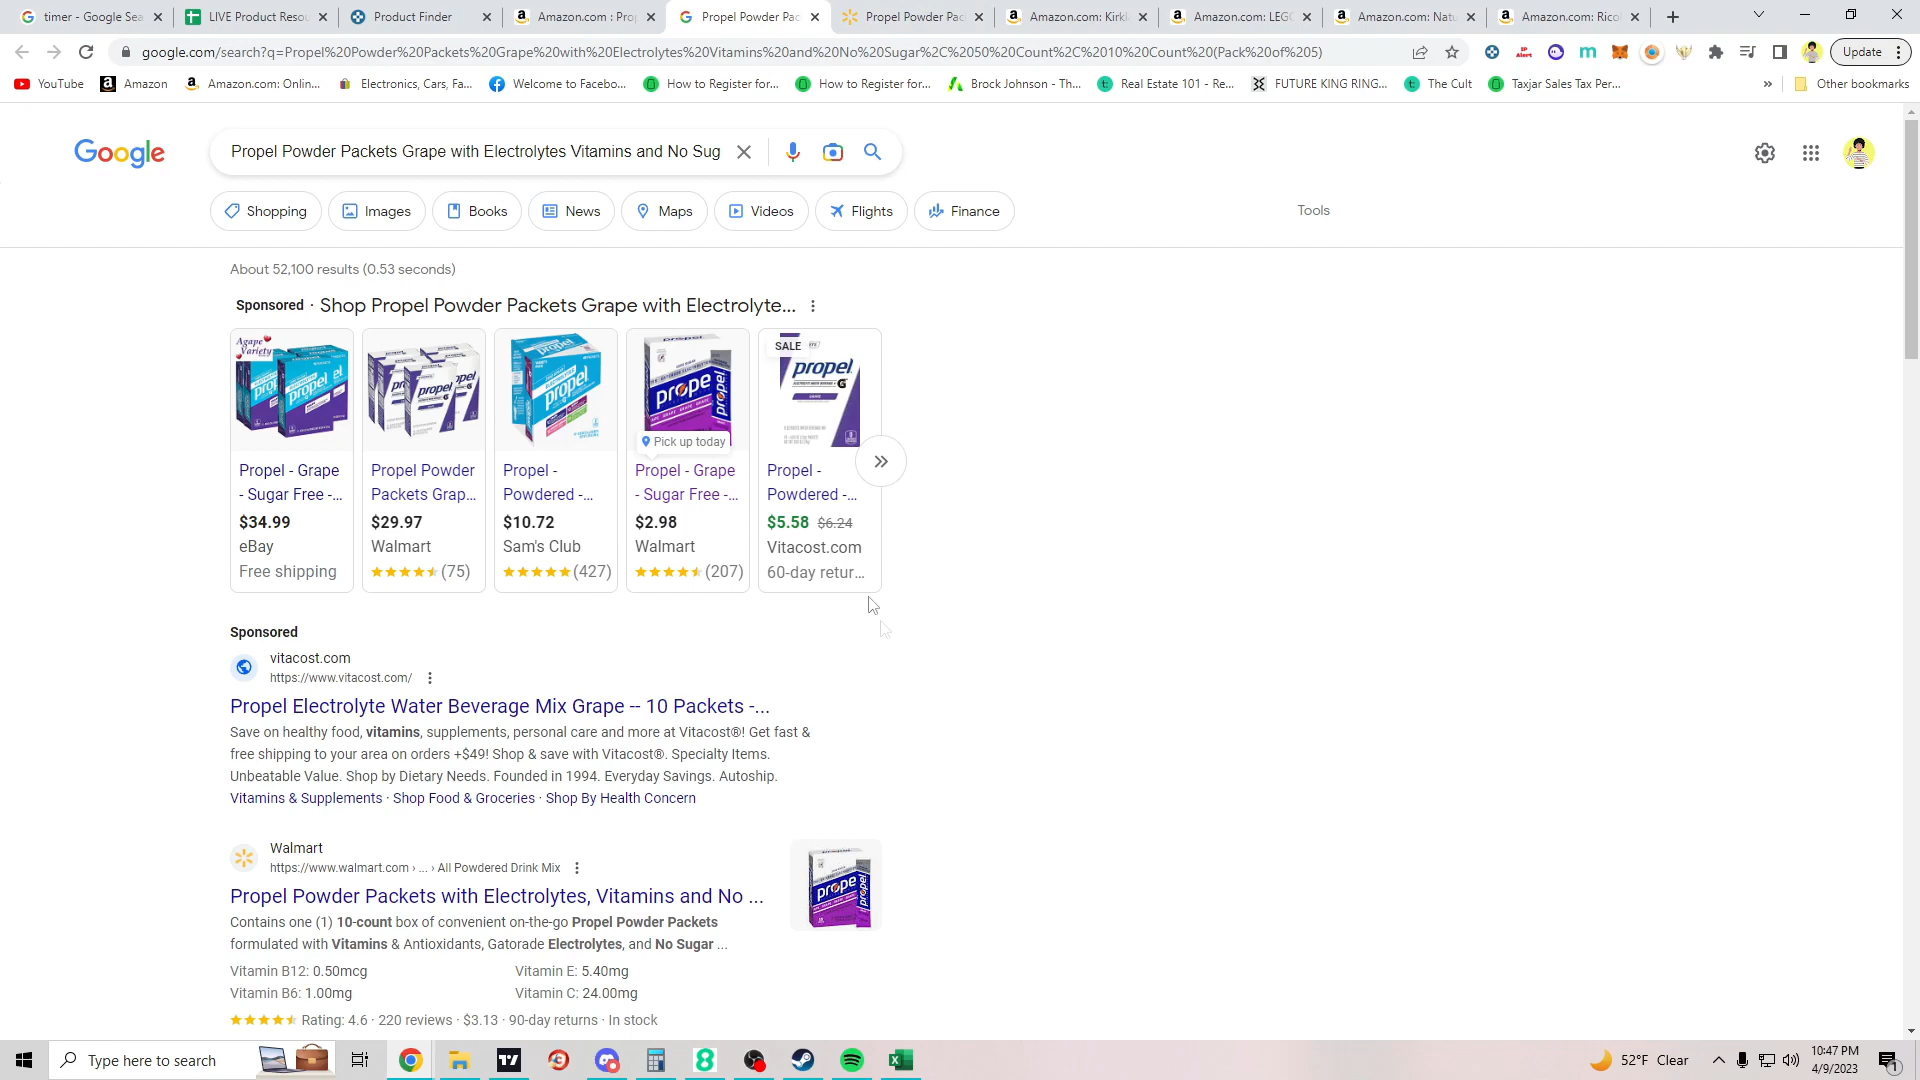 timer - Google Sea
LIVE Product Resou
Product Finder
Amazon.com : Prop
Propel Powder Pac
Propel Powder Pac
Amazon.com: Kirkl
Amazon.com: LEGO
Amazon.com: Natu
Amazon.com: Rico
google.com/search?q=Propel%20Powder%20Packets%20Grape%20with%20Electrolytes%20Vitamins%20and%20No%20Sugar%2C%2050%20Count%2C%2010%20Count%20(Pack%20of%205)
Update
YouTube
Amazon
Amazon.com: Onlin...
Electronics, Cars, Fa...
Welcome to Facebo...
How to Register for...
How to Register for...
Brock Johnson - Th...
Real Estate 101 - Re...
FUTURE KING RING...
The Cult
Taxjar Sales Tax Per...
»
Other bookmarks
Google
Propel Powder Packets Grape with Electrolytes Vitamins and No Sug
Shopping
Images
Books
News
Maps
Videos
Flights
Finance
Tools
About 52,100 results (0.53 seconds)
Sponsored · Shop Propel Powder Packets Grape with Electrolyte...
Agape Variety
propel
Propel - Grape
- Sugar Free -...
$34.99
eBay
Free shipping
propel
Propel Powder
Packets Grap...
$29.97
Walmart
(75)
propel
Propel -
Powdered -...
$10.72
Sam's Club
(427)
propel
Pick up today
Propel - Grape
- Sugar Free -...
$2.98
Walmart
(207)
SALE
propel
Propel -
Powdered -...
$5.58 $6.24
Vitacost.com
60-day retur...
Sponsored
vitacost.com
https://www.vitacost.com/
Propel Electrolyte Water Beverage Mix Grape -- 10 Packets -...
Save on healthy food, vitamins, supplements, personal care and more at Vitacost®! Get fast &
free shipping to your area on orders +$49! Shop & save with Vitacost®. Specialty Items.
Unbeatable Value. Shop by Dietary Needs. Founded in 1994. Everyday Savings. Autoship.
Vitamins & Supplements · Shop Food & Groceries · Shop By Health Concern
Walmart
https://www.walmart.com › ... › All Powdered Drink Mix
Propel Powder Packets with Electrolytes, Vitamins and No ...
Contains one (1) 10-count box of convenient on-the-go Propel Powder Packets
formulated with Vitamins & Antioxidants, Gatorade Electrolytes, and No Sugar ...
Vitamin B12: 0.50mcg
Vitamin E: 5.40mg
Vitamin B6: 1.00mg
Vitamin C: 24.00mg
Rating: 4.6 · 220 reviews · $3.13 · 90-day returns · In stock
propel
Type here to search
52°F Clear
10:47 PM
4/9/2023